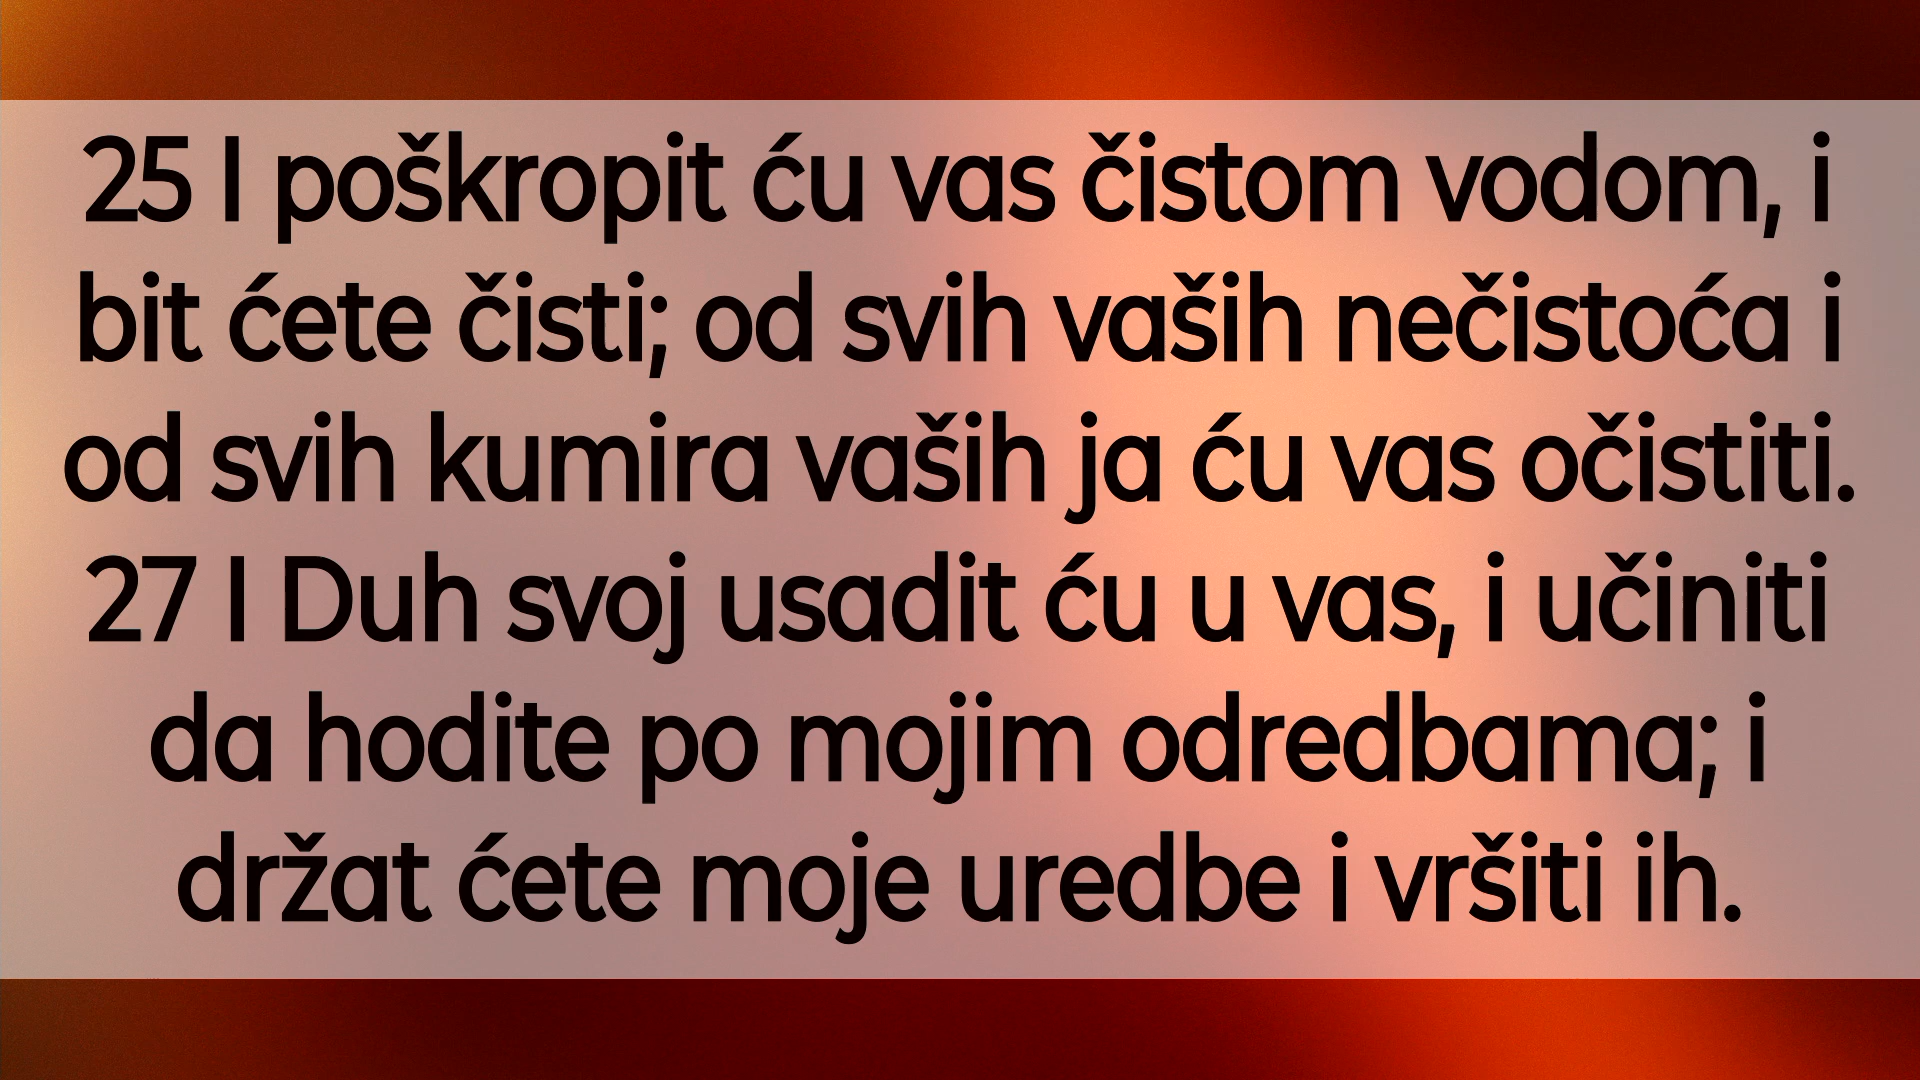 25 I poškropit ću vas čistom vodom, i
bit ćete čisti; od svih vaših nečistoća i
od svih kumira vaših ja ću vas očistiti.
27 I Duh svoj usadit ću u vas, i učiniti
da hodite po mojim odredbama; i
držat ćete moje uredbe i vršiti ih.